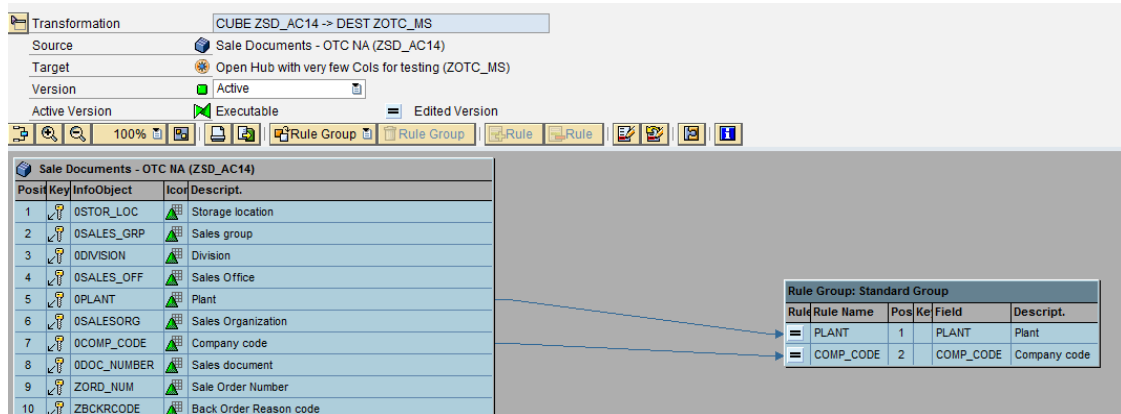 Transformation CUBE ZSD_AC14 -> DEST ZOTC_MS
Source Sale Documents - OTC NA (ZSD_AC14)
Target Open Hub with very few Cols for testing (ZOTC_MS)
Version Active
Active Version Executable = Edited Version
100% Rule Group Rule Group Rule Rule
Sale Documents - OTC NA (ZSD_AC14)
Posit Key InfoObject Icon Descript.
1 0STOR_LOC Storage location
2 0SALES_GRP Sales group
3 0DIVISION Division
4 0SALES_OFF Sales Office
5 0PLANT Plant
6 0SALESORG Sales Organization
7 0COMP_CODE Company code
8 0DOC_NUMBER Sales document
9 ZORD_NUM Sale Order Number
10 ZBCKRCODE Back Order Reason code
Rule Group: Standard Group
Rule Rule Name Pos Ke Field Descript.
= PLANT 1 PLANT Plant
= COMP_CODE 2 COMP_CODE Company code